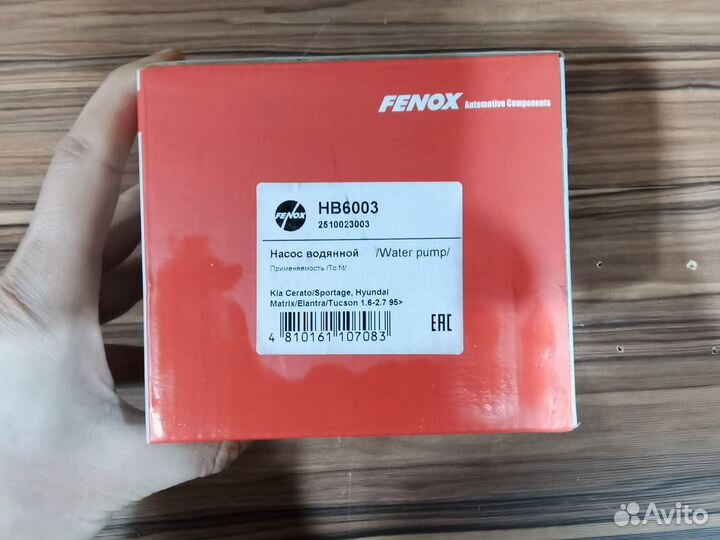 FENOX Automotive Components
FENOX
HB6003
2510023003
Насос водянной /Water pump/
Применяемость /To fit/
Kia Cerato/Sportage, Hyundai
Matrix/Elantra/Tucson 1.6-2.7 95>
4 810161 107083
EAC
Avito